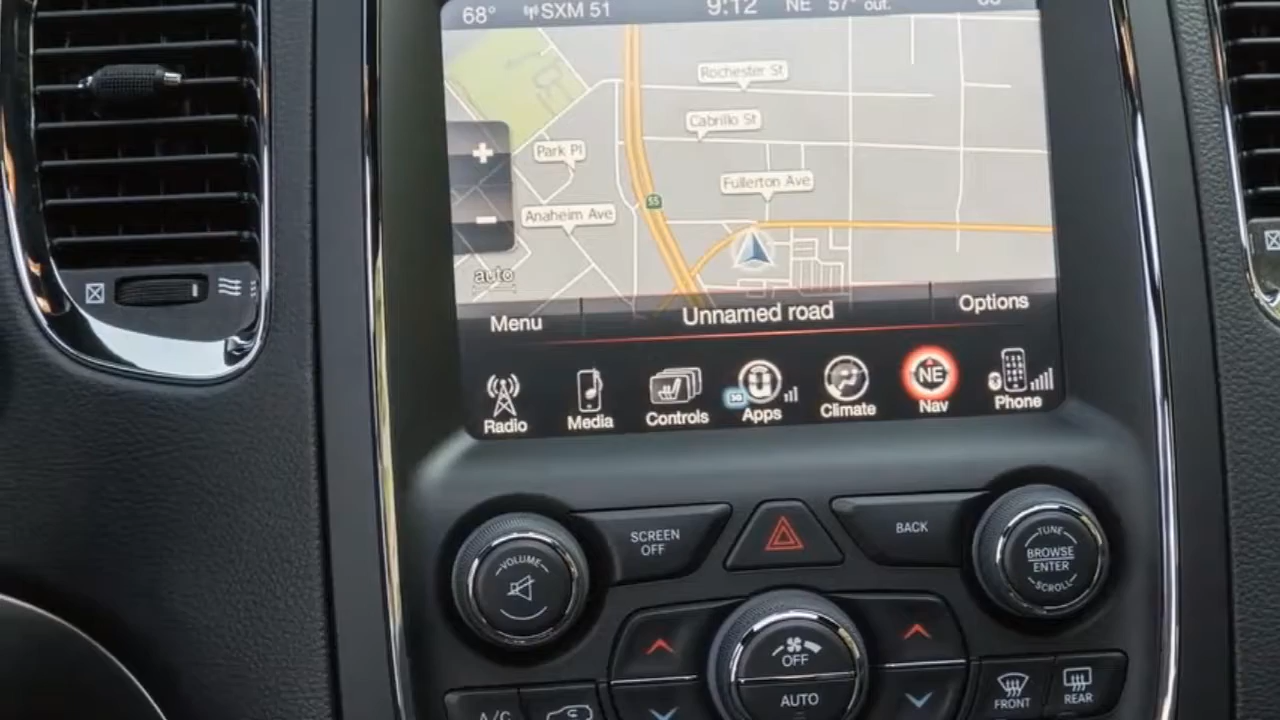 68° SXM 51 9:12 NE 57° out. 68°
Rochester St
Cabrillo St
Park Pl
Fullerton Ave
55
Anaheim Ave
+
−
auto
Menu Unnamed road Options
NE
Radio Media Controls Apps Climate Nav Phone
SCREEN
OFF
BACK
VOLUME
TUNE
BROWSE
ENTER
SCROLL
OFF
AUTO
A/C
FRONT
REAR